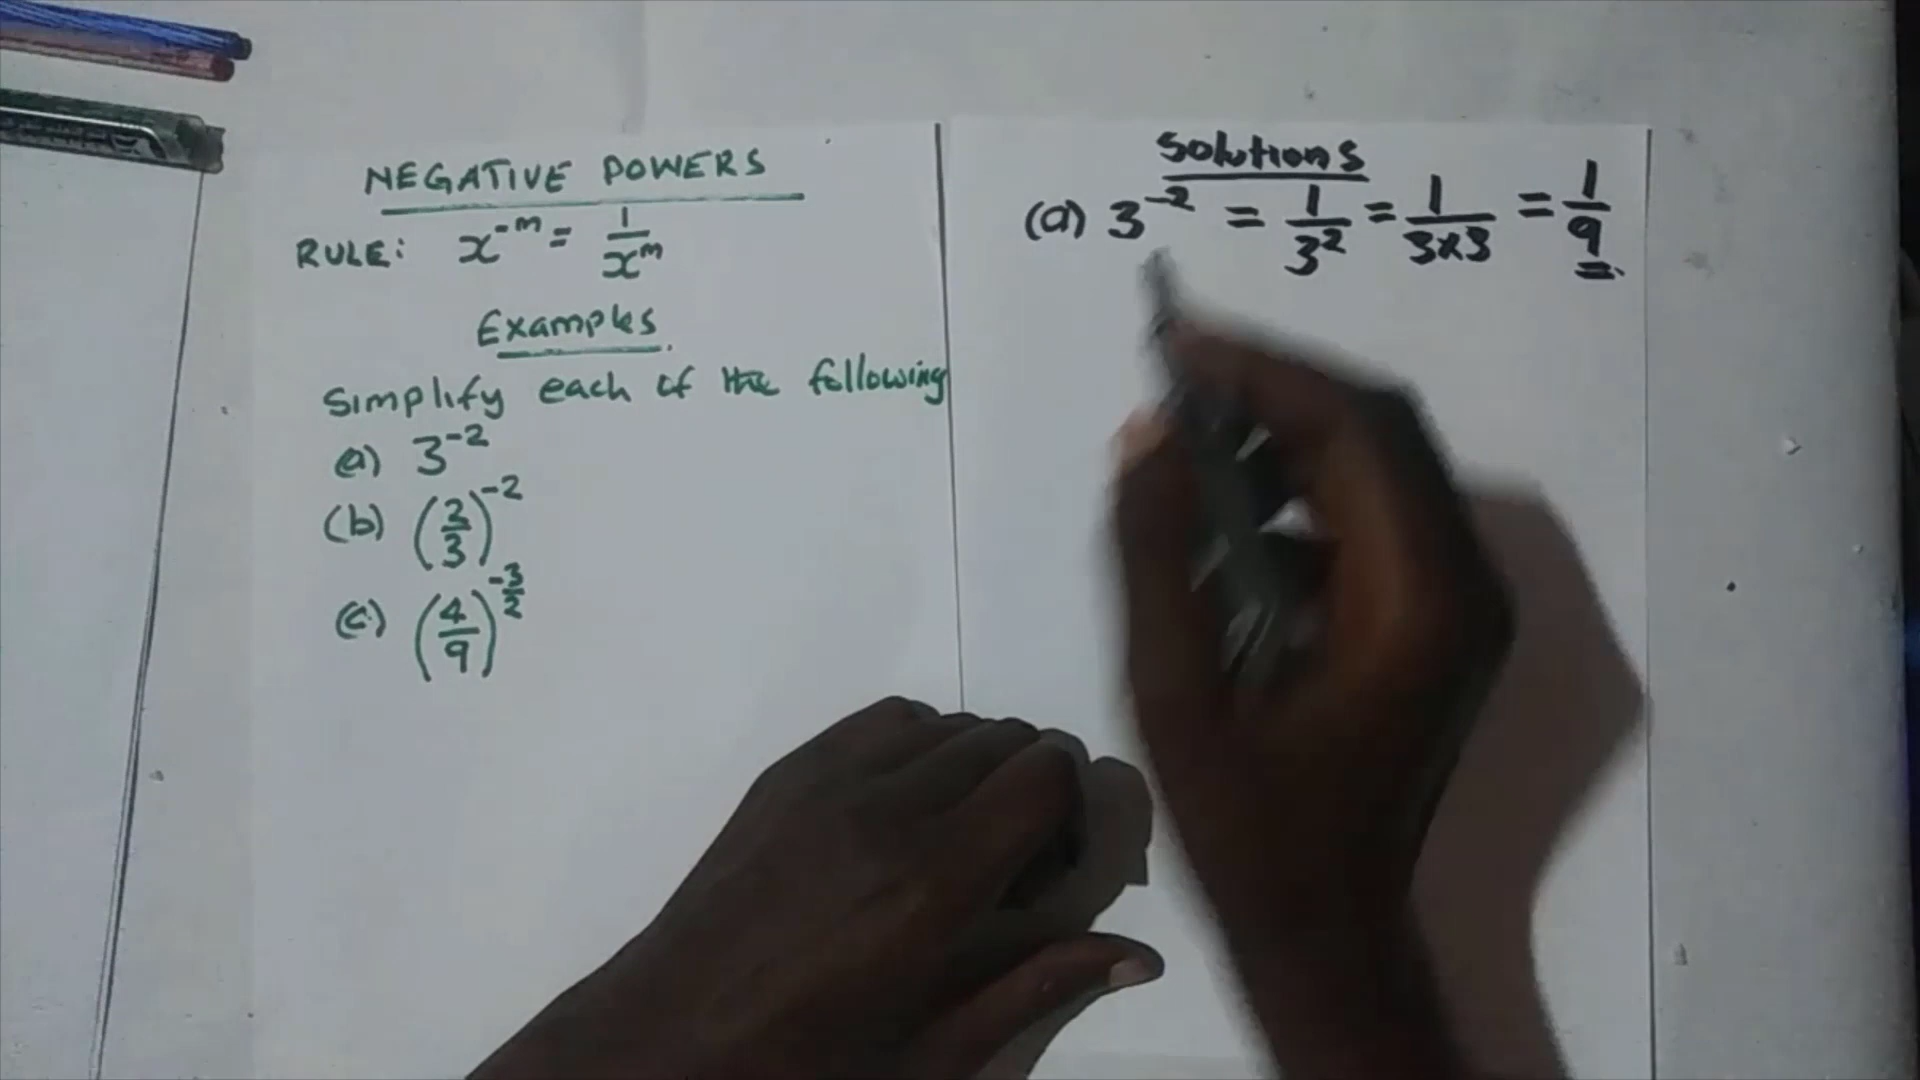 NEGATIVE POWERS
RULE: x^-m = 1/x^m
Examples
Simplify each of the following
(a) 3^-2
(b) (2/3)^-2
(c) (4/9)^-3/2
Solutions
(a) 3^-2 = 1/3^2 = 1/3x3 = 1/9